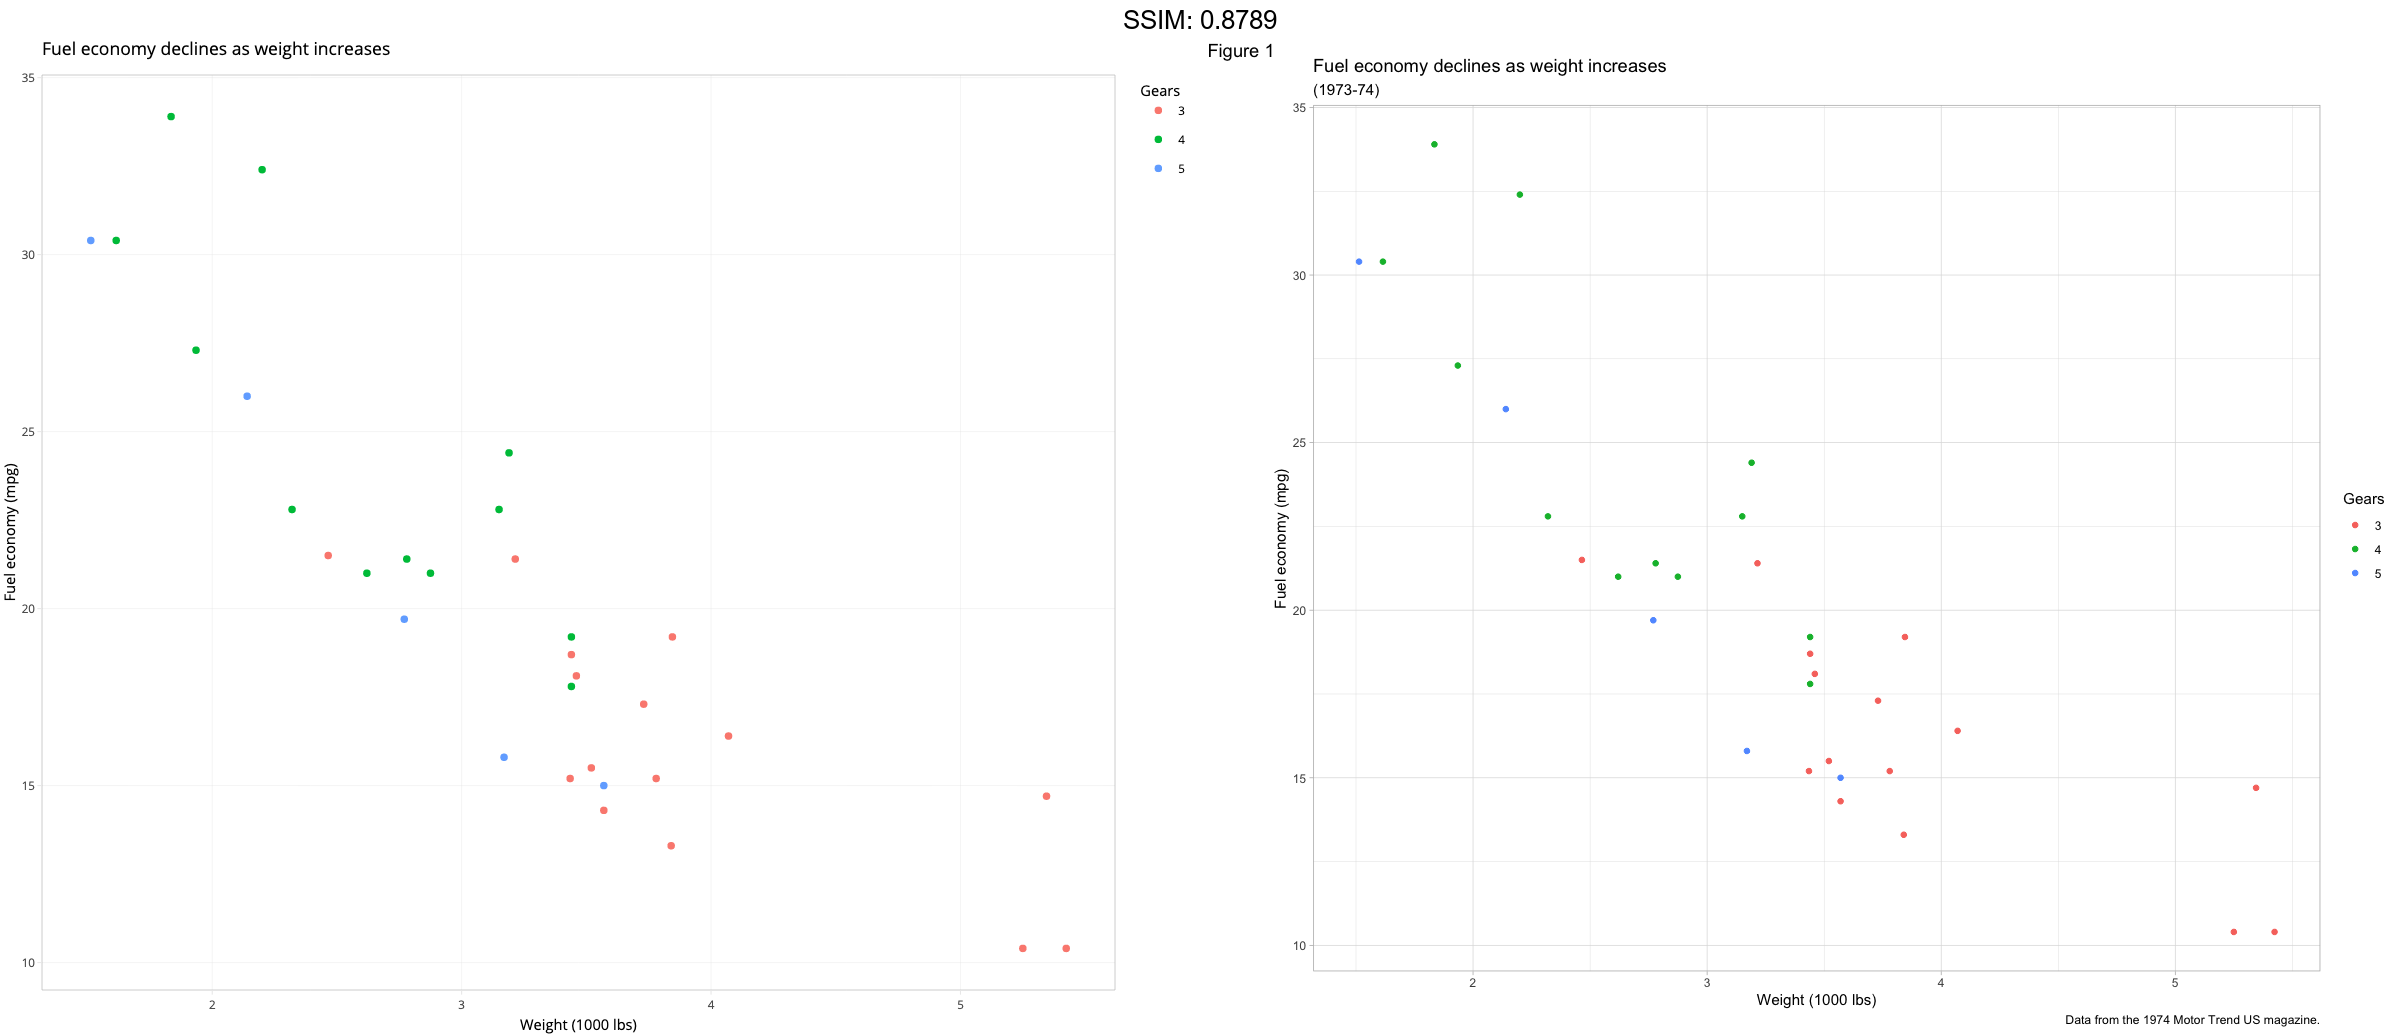 SSIM: 0.8789
Fuel economy declines as weight increases
Gears
3
4
5
35
30
25
20
15
10
Fuel economy (mpg)
2
3
4
5
Weight (1000 lbs)
Figure 1
Fuel economy declines as weight increases
(1973-74)
35
30
25
20
15
10
Fuel economy (mpg)
2
3
4
5
Weight (1000 lbs)
Gears
3
4
5
Data from the 1974 Motor Trend US magazine.